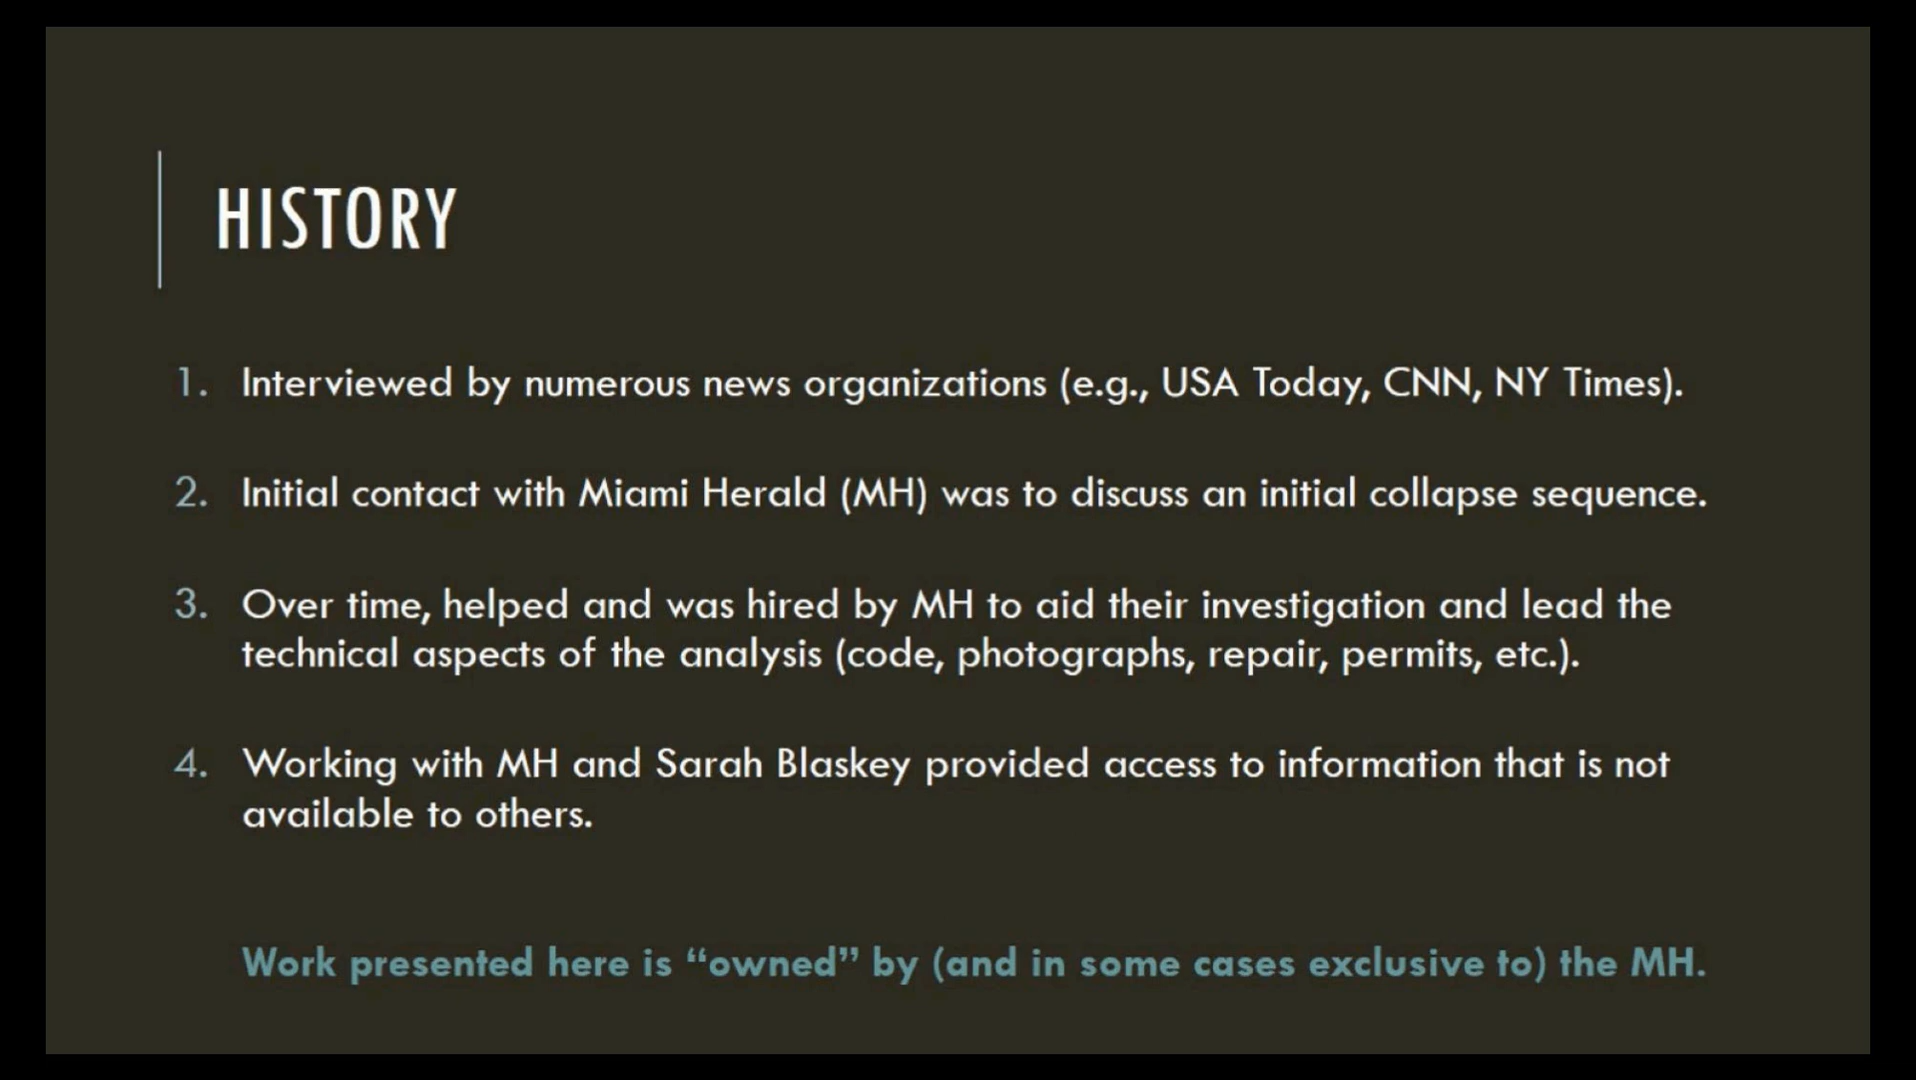 HISTORY
1. Interviewed by numerous news organizations (e.g., USA Today, CNN, NY Times).
2. Initial contact with Miami Herald (MH) was to discuss an initial collapse sequence.
3. Over time, helped and was hired by MH to aid their investigation and lead the
technical aspects of the analysis (code, photographs, repair, permits, etc.).
4. Working with MH and Sarah Blaskey provided access to information that is not
available to others.
Work presented here is “owned” by (and in some cases exclusive to) the MH.